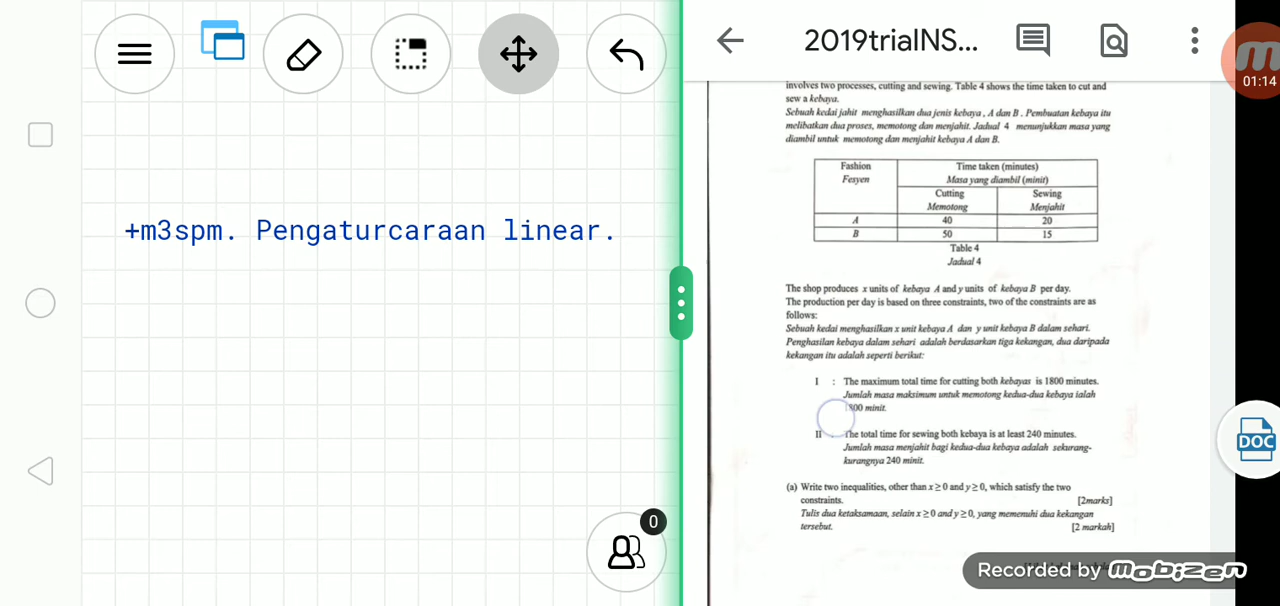 2019trialNS...
01:14
+m3spm. Pengaturcaraan linear.
involves two processes, cutting and sewing. Table 4 shows the time taken to cut and
sew a kebaya.
Sebuah kedai jahit menghasilkan dua jenis kebaya, A dan B. Pembuatan kebaya itu
melibatkan dua proses, memotong dan menjahit. Jadual 4 menunjukkan masa yang
diambil untuk memotong dan menjahit kebaya A dan B.
Fashion
Fesyen
Time taken (minutes)
Masa yang diambil (minit)
Cutting
Memotong
Sewing
Menjahit
A 40 20
B 50 15
Table 4
Jadual 4
The shop produces x units of kebaya A and y units of kebaya B per day.
The production per day is based on three constraints, two of the constraints are as
follows:
Sebuah kedai menghasilkan x unit kebaya A dan y unit kebaya B dalam sehari.
Penghasilan kebaya dalam sehari adalah berdasarkan tiga kekangan, dua daripada
kekangan itu adalah seperti berikut:
I : The maximum total time for cutting both kebayas is 1800 minutes.
Jumlah masa maksimum untuk memotong kedua-dua kebaya ialah
1800 minit.
II : The total time for sewing both kebaya is at least 240 minutes.
Jumlah masa menjahit bagi kedua-dua kebaya adalah sekurang-
kurangnya 240 minit.
(a) Write two inequalities, other than x ≥ 0 and y ≥ 0, which satisfy the two
constraints. [2marks]
Tulis dua ketaksamaan, selain x ≥ 0 and y ≥ 0, yang memenuhi dua kekangan
tersebut. [2 markah]
DOC
0
Recorded by mobizen